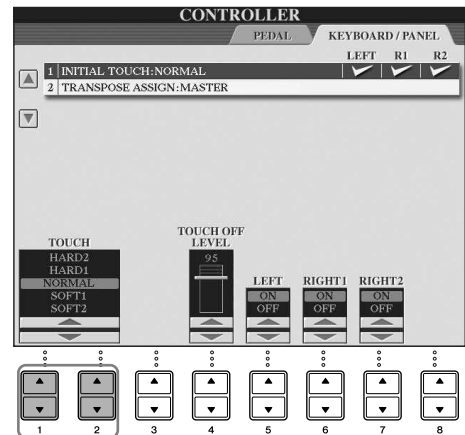 CONTROLLER
PEDAL KEYBOARD / PANEL
LEFT R1 R2
1 INITIAL TOUCH:NORMAL
2 TRANSPOSE ASSIGN:MASTER
TOUCH
HARD2
HARD1
NORMAL
SOFT1
SOFT2
TOUCH OFF
LEVEL
95
LEFT
ON
OFF
RIGHT1
ON
OFF
RIGHT2
ON
OFF
1 2 3 4 5 6 7 8